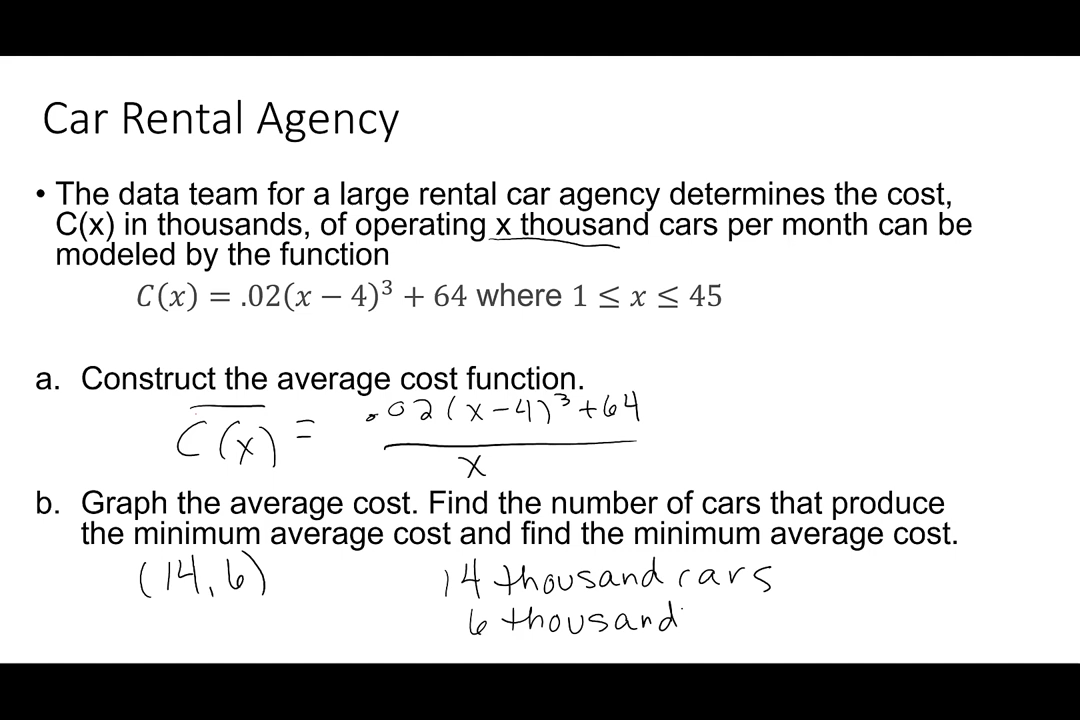 Car Rental Agency
• The data team for a large rental car agency determines the cost,
C(x) in thousands, of operating x thousand cars per month can be
modeled by the function
C(x) = .02(x − 4)³ + 64 where 1 ≤ x ≤ 45
a. Construct the average cost function.
.02(x-4)³+64
C(x) =
x
b. Graph the average cost. Find the number of cars that produce
the minimum average cost and find the minimum average cost.
(14, 6) 14 thousand cars
6 thousand